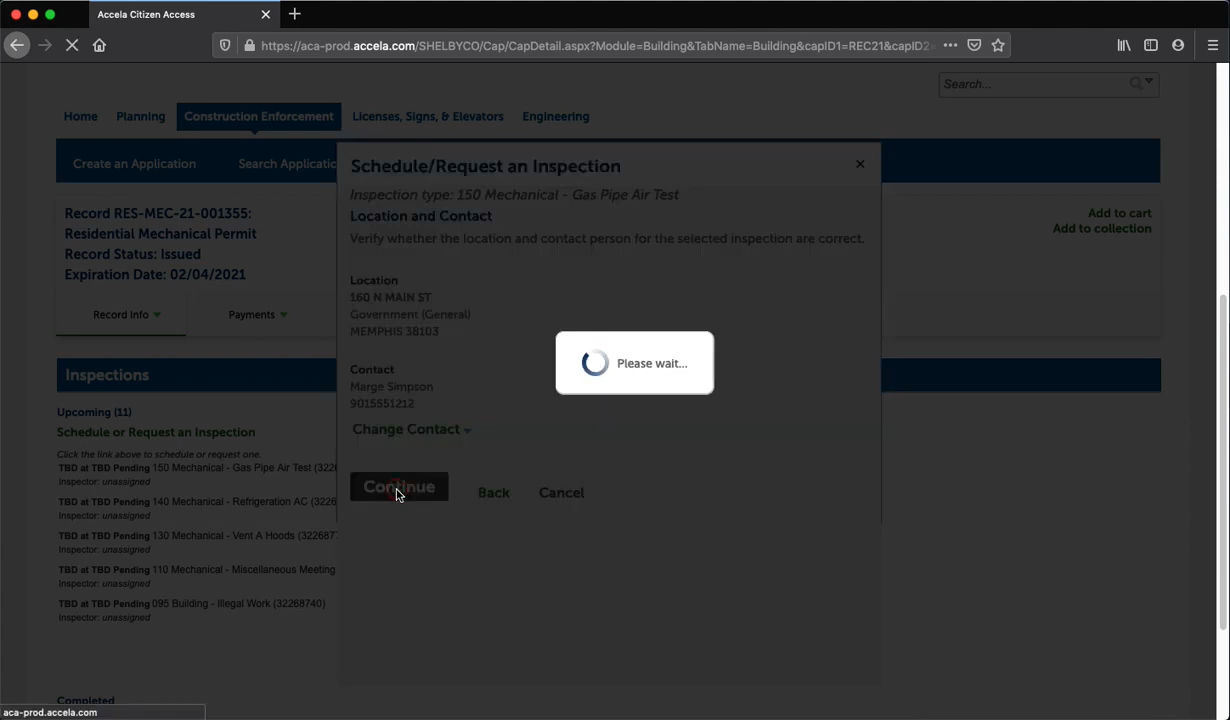 Accela Citizen Access
https://aca-prod.accela.com/SHELBYCO/Cap/CapDetail.aspx?Module=Building&TabName=Building&capID1=REC21&capID2=
Search...
Home Planning Construction Enforcement Licenses, Signs, & Elevators Engineering
Create an Application Search Applicatio
Schedule/Request an Inspection
Inspection type: 150 Mechanical - Gas Pipe Air Test
Location and Contact
Verify whether the location and contact person for the selected inspection are correct.
Location
160 N MAIN ST
Government (General)
MEMPHIS 38103
Contact
Marge Simpson
9015551212
Change Contact
Continue Back Cancel
Please wait...
Record RES-MEC-21-001355:
Residential Mechanical Permit
Record Status: Issued
Expiration Date: 02/04/2021
Add to cart
Add to collection
Record Info Payments
Inspections
Upcoming (11)
Schedule or Request an Inspection
Click the link above to schedule or request one.
TBD at TBD Pending 150 Mechanical - Gas Pipe Air Test (3226
Inspector: unassigned
TBD at TBD Pending 140 Mechanical - Refrigeration AC (3226
Inspector: unassigned
TBD at TBD Pending 130 Mechanical - Vent A Hoods (322687
Inspector: unassigned
TBD at TBD Pending 110 Mechanical - Miscellaneous Meeting
Inspector: unassigned
TBD at TBD Pending 095 Building - Illegal Work (32268740)
Inspector: unassigned
Completed
aca-prod.accela.com